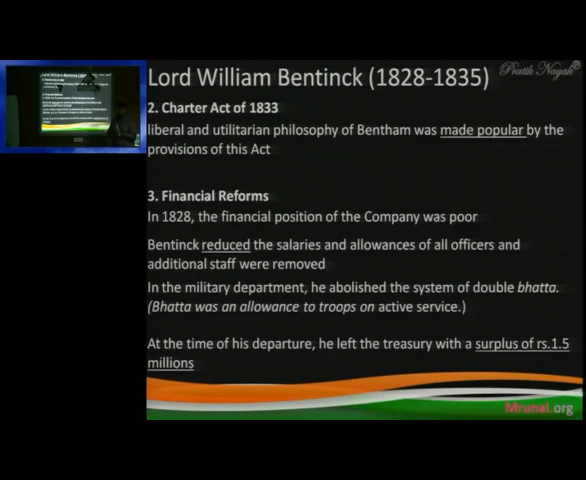 Lord William Bentinck (1828-1835)
Pratik Nayak
2. Charter Act of 1833
liberal and utilitarian philosophy of Bentham was made popular by the
provisions of this Act
3. Financial Reforms
In 1828, the financial position of the Company was poor
Bentinck reduced the salaries and allowances of all officers and
additional staff were removed
In the military department, he abolished the system of double bhatta.
(Bhatta was an allowance to troops on active service.)
At the time of his departure, he left the treasury with a surplus of rs.1.5
millions
Mrunal.org